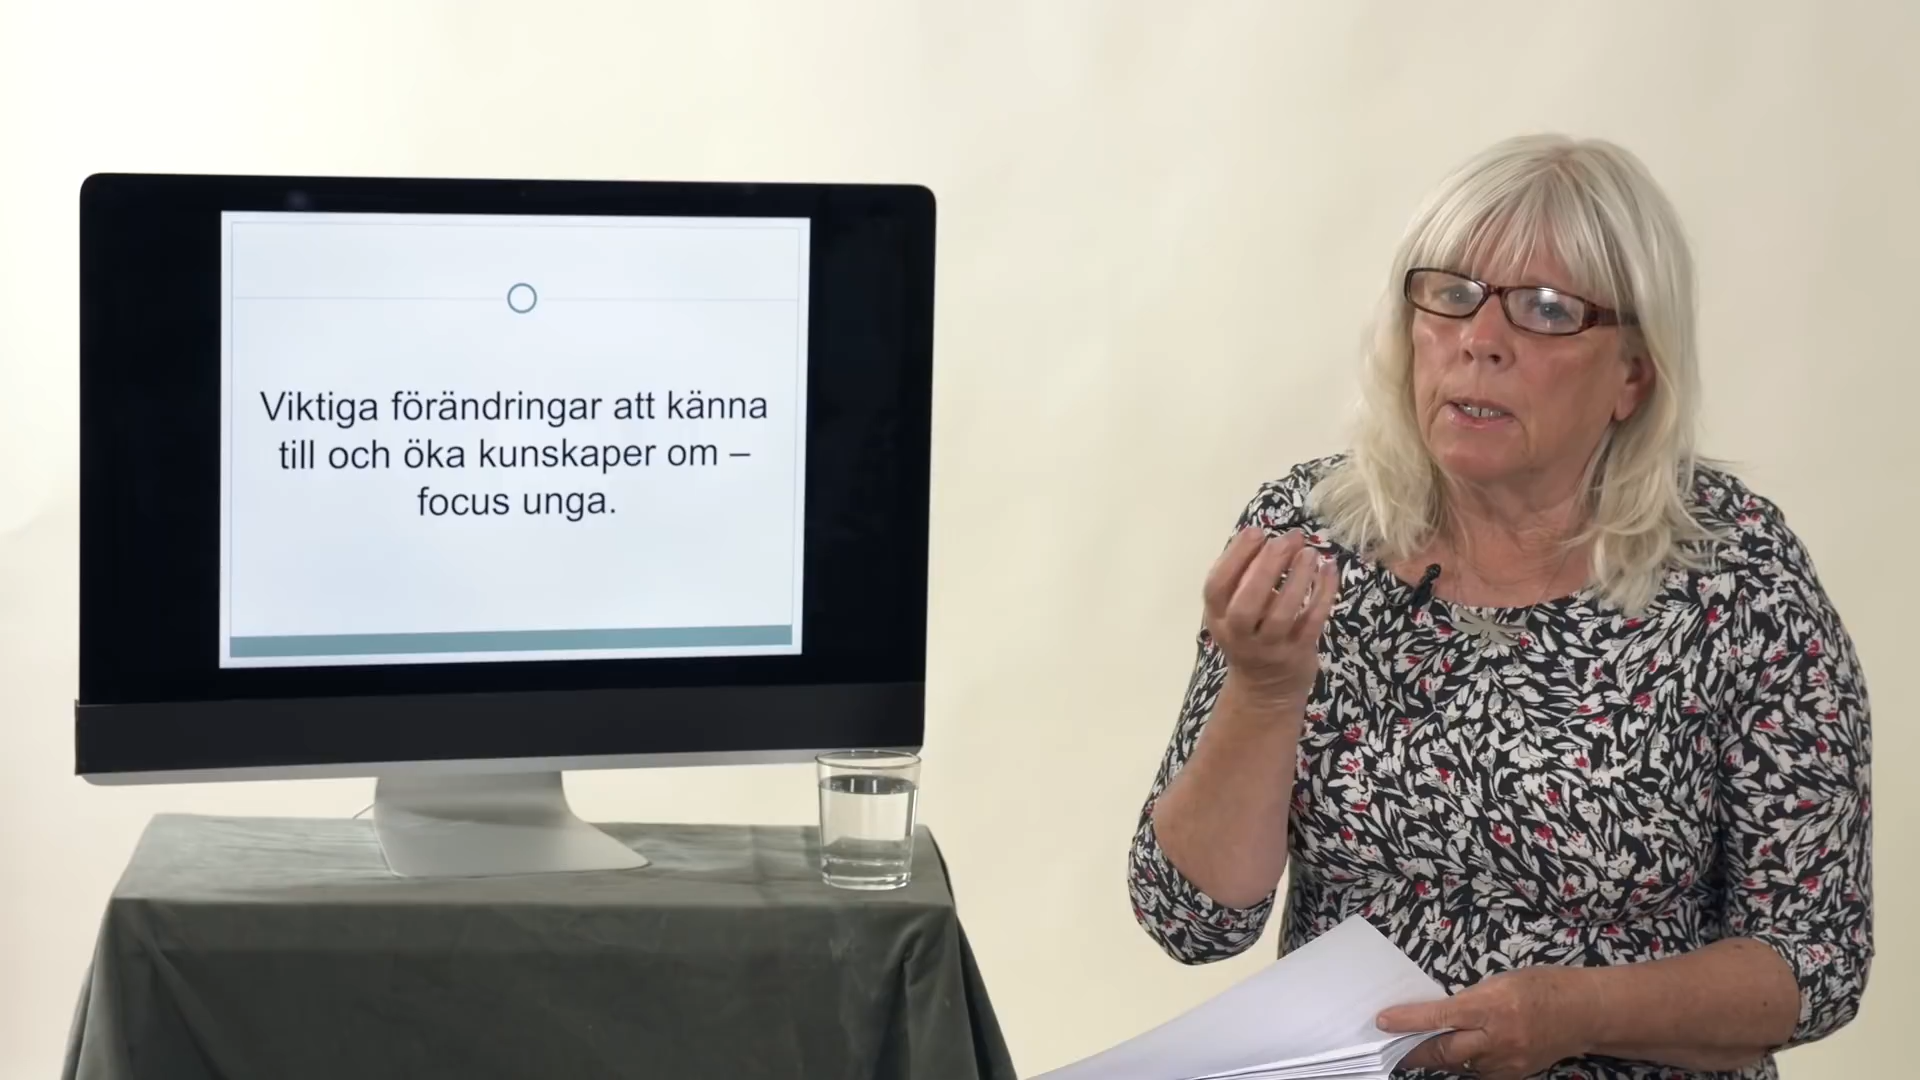 Viktiga förändringar att känna
till och öka kunskaper om –
focus unga.